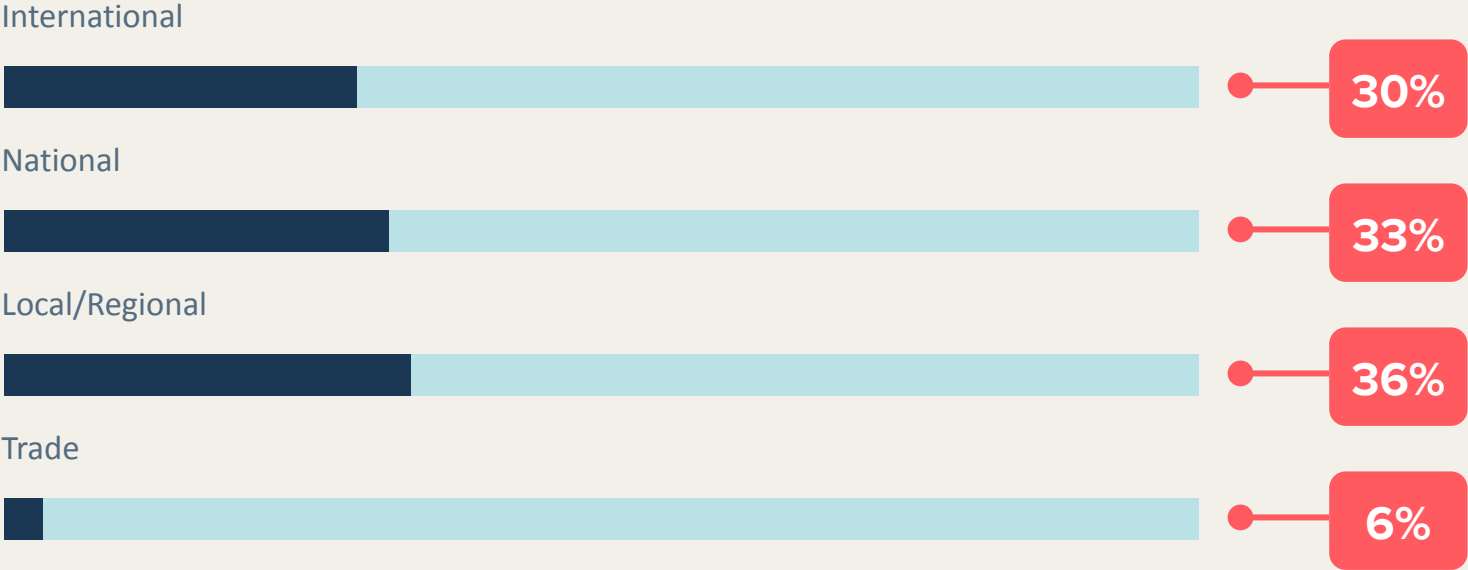 International
30%
National
33%
Local/Regional
36%
Trade
6%